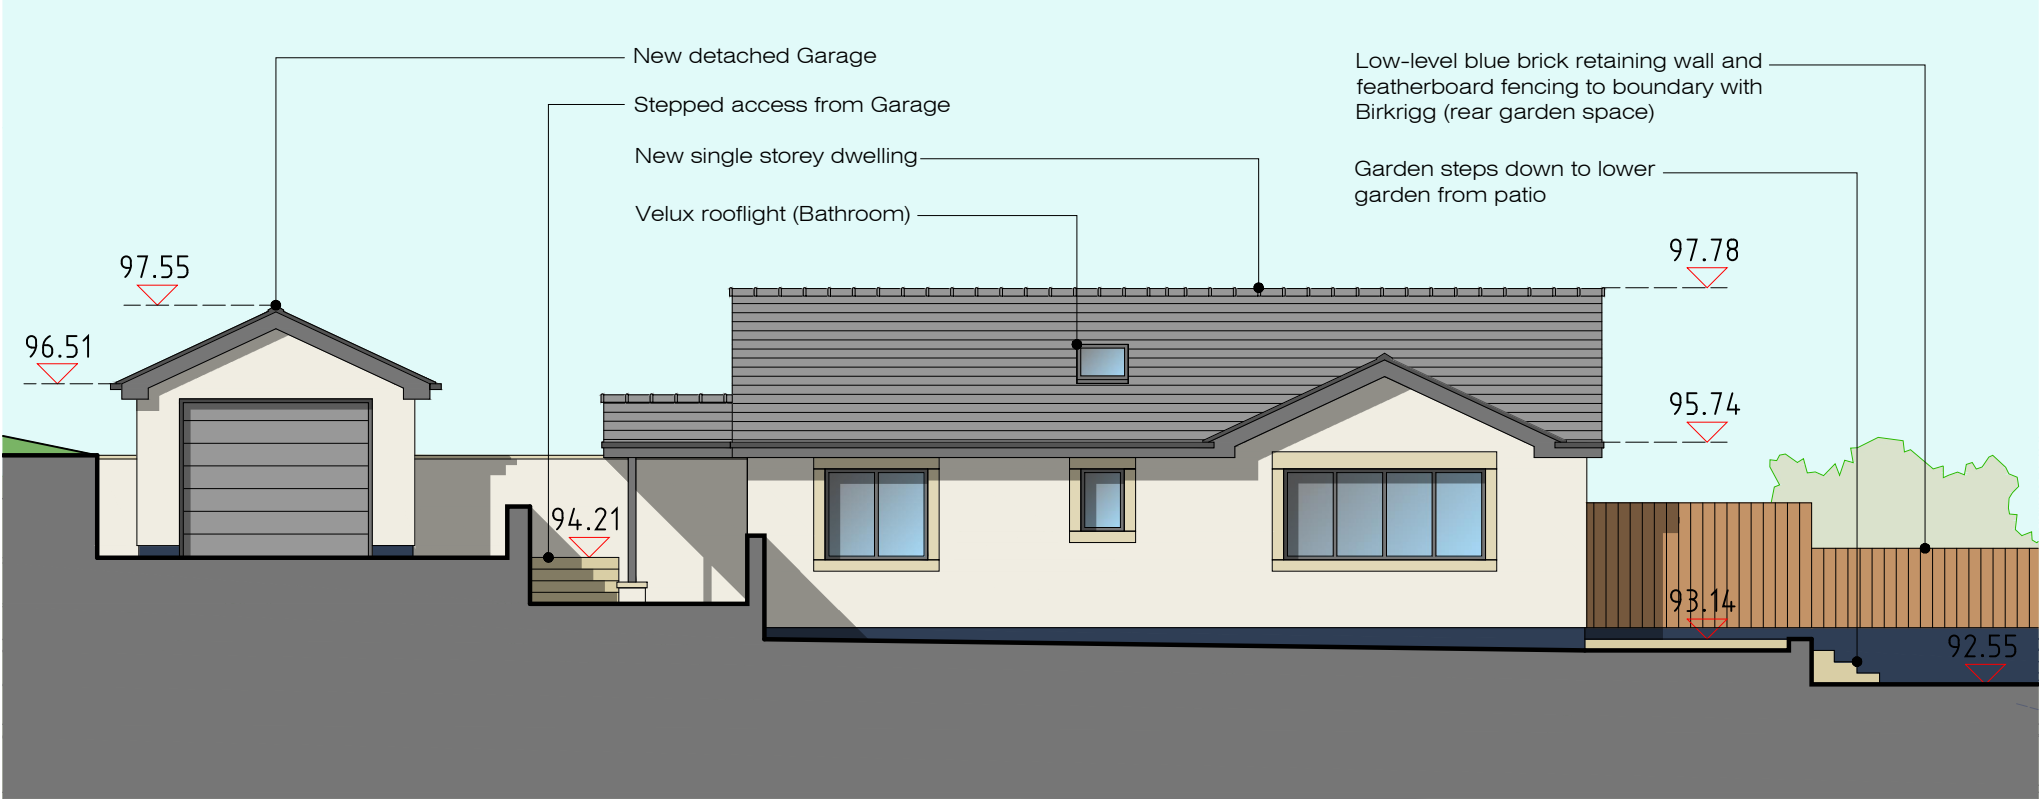 New detached Garage
Stepped access from Garage
New single storey dwelling
Velux rooflight (Bathroom)
Low-level blue brick retaining wall and
featherboard fencing to boundary with
Birkrigg (rear garden space)
Garden steps down to lower
garden from patio
97.55
96.51
97.78
95.74
94.21
93.14
92.55